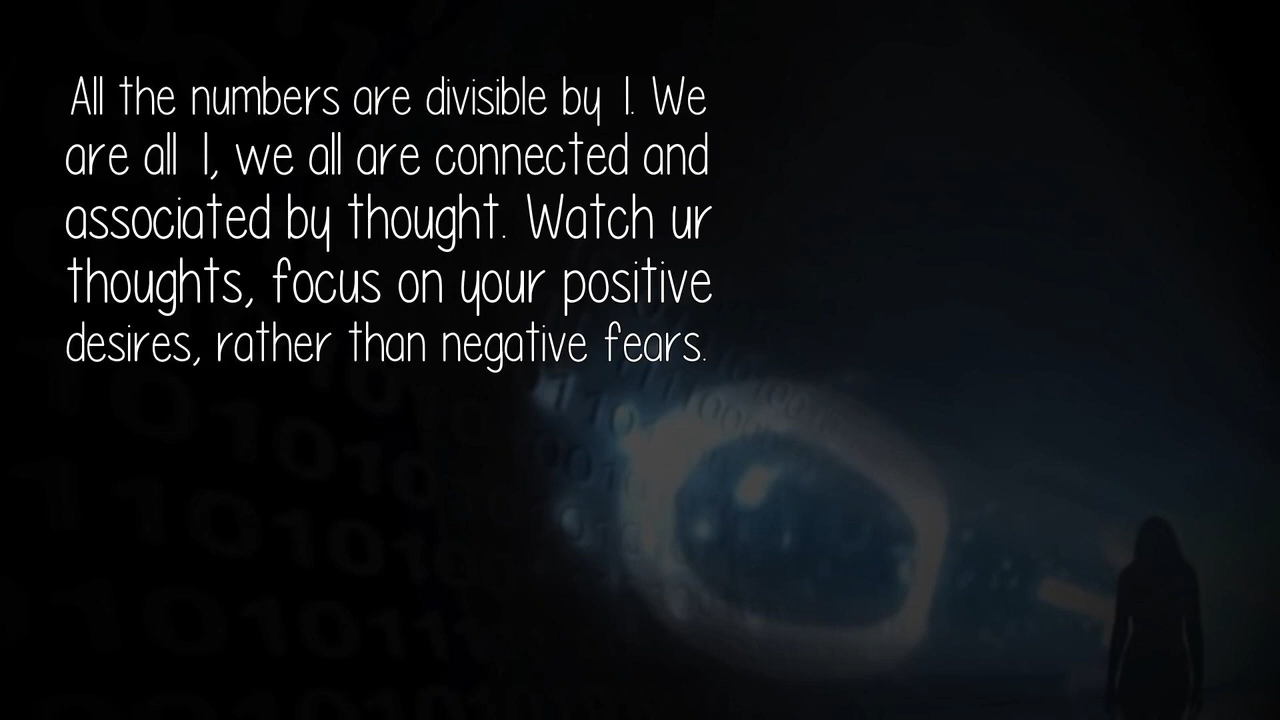 All the numbers are divisible by 1. We
are all 1, we all are connected and
associated by thought. Watch ur
thoughts, focus on your positive
desires, rather than negative fears.